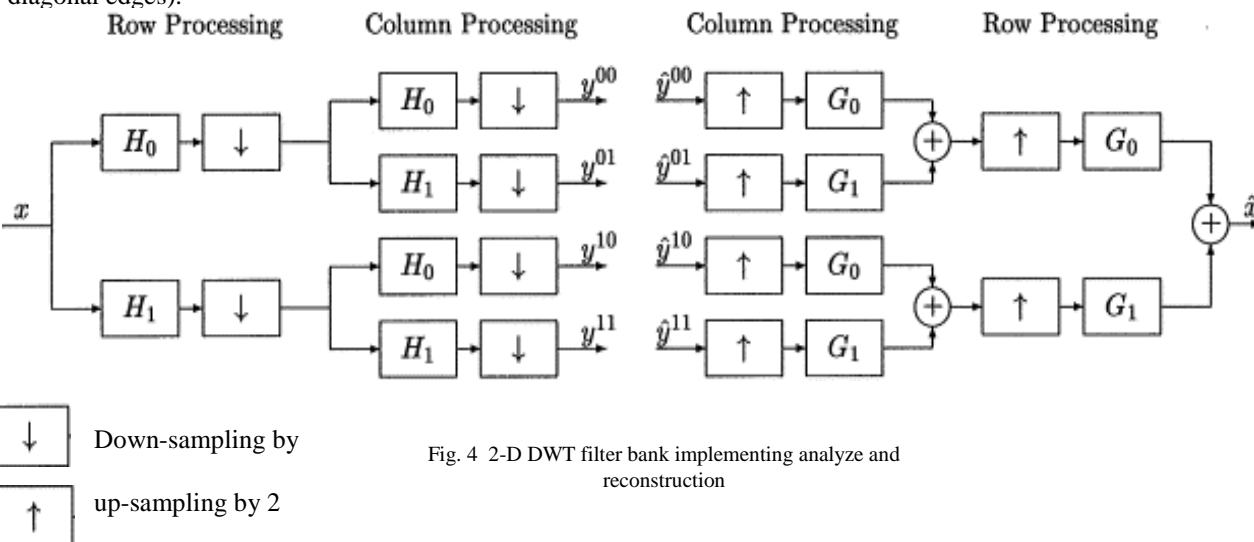 diagonal edges).
Row Processing Column Processing Column Processing Row Processing
H₀ ↓ y⁰⁰ ŷ⁰⁰ ↑ G₀
H₀ ↓ + ↑ G₀
H₁ ↓ y⁰¹ ŷ⁰¹ ↑ G₁
x + x̂
H₀ ↓ y¹⁰ ŷ¹⁰ ↑ G₀
H₁ ↓ + ↑ G₁
H₁ ↓ y¹¹ ŷ¹¹ ↑ G₁
↓ Down-sampling by
Fig. 4 2-D DWT filter bank implementing analyze and
reconstruction
↑ up-sampling by 2